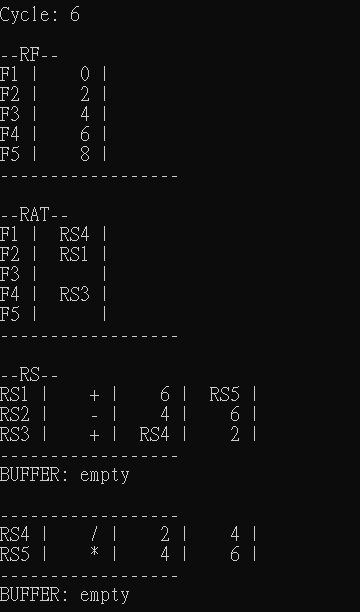 Cycle: 6
--RF--
F1 |     0 |
F2 |     2 |
F3 |     4 |
F4 |     6 |
F5 |     8 |
------------------
--RAT--
F1 |   RS4 |
F2 |   RS1 |
F3 |       |
F4 |   RS3 |
F5 |       |
------------------
--RS--
RS1 |     + |     6 |   RS5 |
RS2 |     - |     4 |     6 |
RS3 |     + |   RS4 |     2 |
------------------
BUFFER: empty
------------------
RS4 |     / |     2 |     4 |
RS5 |     * |     4 |     6 |
------------------
BUFFER: empty